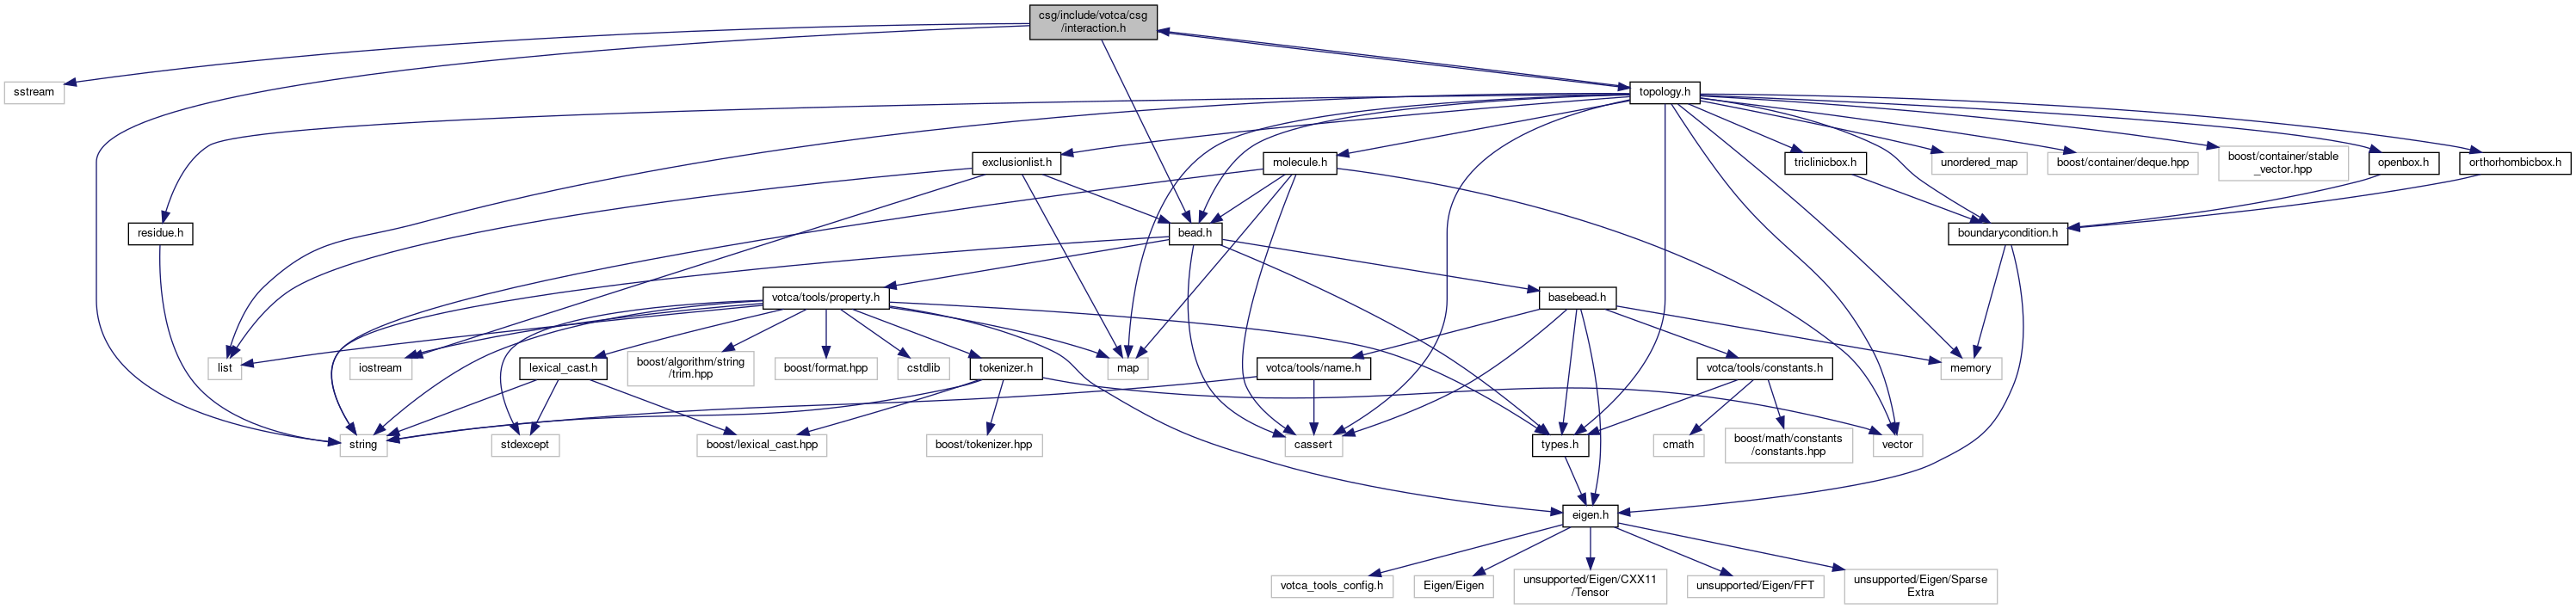 csg/include/votca/csg
/interaction.h
sstream
topology.h
exclusionlist.h
molecule.h
triclinicbox.h
unordered_map
boost/container/deque.hpp
boost/container/stable
_vector.hpp
openbox.h
orthorhombicbox.h
residue.h
bead.h
boundarycondition.h
votca/tools/property.h
basebead.h
list
iostream
lexical_cast.h
boost/algorithm/string
/trim.hpp
boost/format.hpp
cstdlib
tokenizer.h
map
votca/tools/name.h
votca/tools/constants.h
memory
string
stdexcept
boost/lexical_cast.hpp
boost/tokenizer.hpp
cassert
types.h
cmath
boost/math/constants
/constants.hpp
vector
eigen.h
votca_tools_config.h
Eigen/Eigen
unsupported/Eigen/CXX11
/Tensor
unsupported/Eigen/FFT
unsupported/Eigen/Sparse
Extra